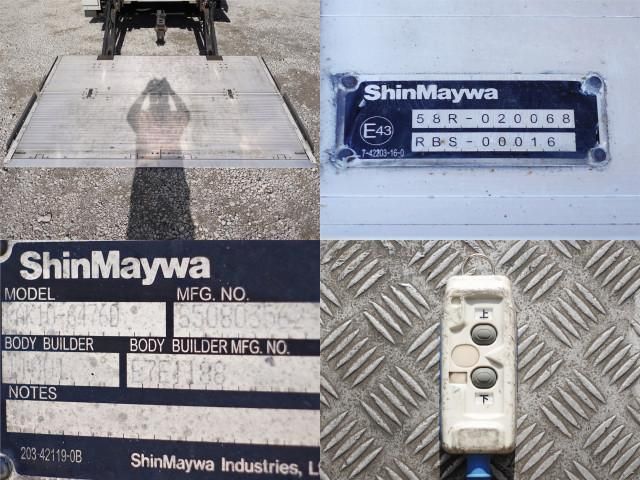 ShinMaywa
58R-020068
E43
RBS-00016
T-42203-16-0
ShinMaywa
MODEL
MFG. NO.
BODY BUILDER
BODY BUILDER MFG. NO.
NOTES
203-42119-0B
ShinMaywa Industries, L
上
下